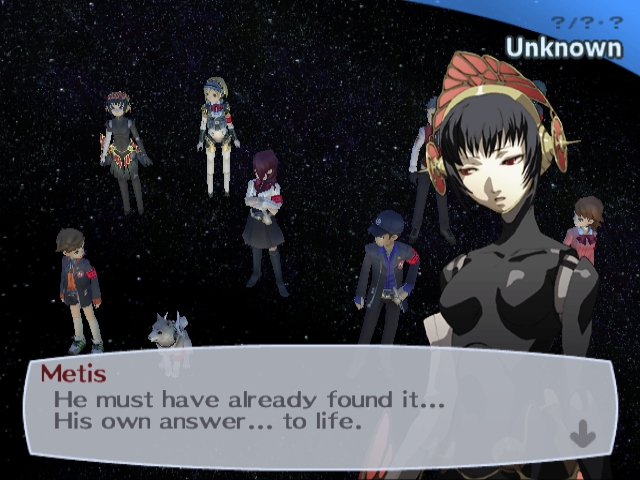 ?/?・?
Unknown
Metis
He must have already found it...
His own answer... to life.